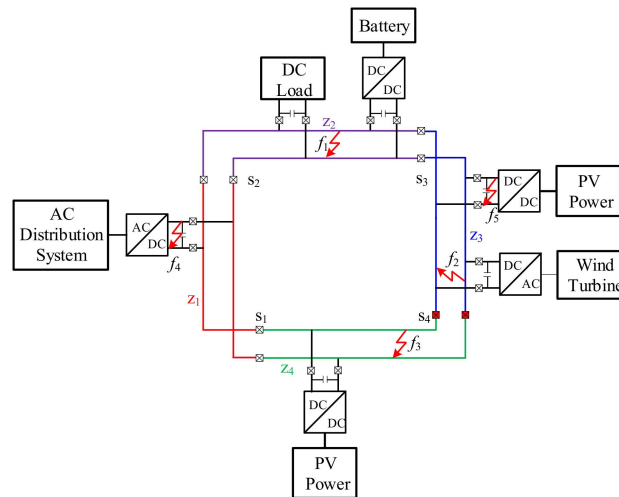 Battery
DC
Load
DC
DC
z2
f1
s2
s3
DC
DC
PV
Power
f5
AC
Distribution
System
AC
DC
f4
z3
f2
DC
AC
Wind
Turbine
z1
s1
s4
f3
z4
DC
DC
PV
Power